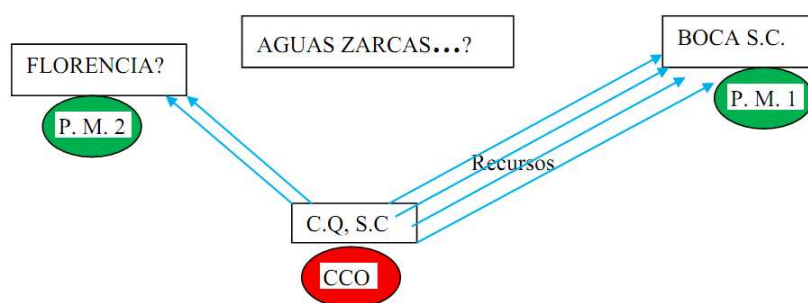 AGUAS ZARCAS...?
BOCA S.C.
FLORENCIA?
P. M. 1
P. M. 2
Recursos
C.Q, S.C
CCO